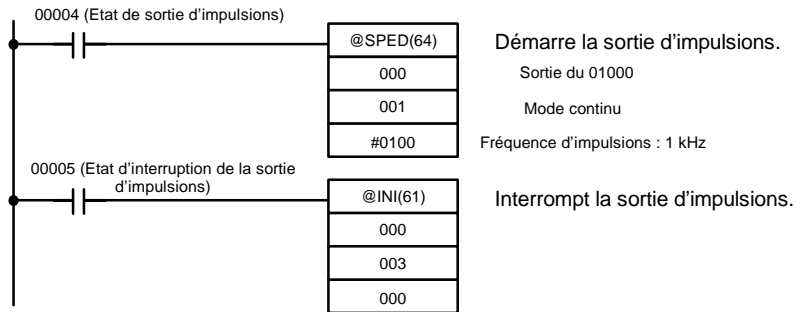 00004 (Etat de sortie d'impulsions)
@SPED(64) Démarre la sortie d'impulsions.
000 Sortie du 01000
001 Mode continu
#0100 Fréquence d'impulsions : 1 kHz
00005 (Etat d'interruption de la sortie
d'impulsions)
@INI(61) Interrompt la sortie d'impulsions.
000
003
000